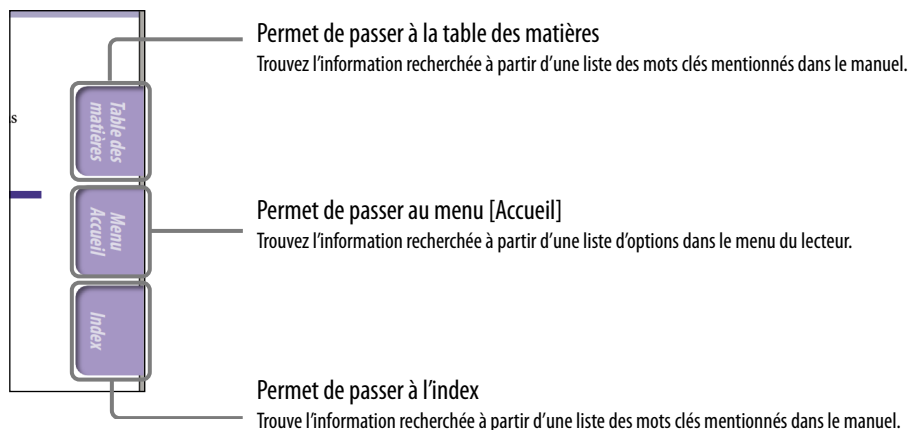 Permet de passer à la table des matières
Trouvez l'information recherchée à partir d'une liste des mots clés mentionnés dans le manuel.
s
Table des
matières
Menu
Accueil
Permet de passer au menu [Accueil]
Trouvez l'information recherchée à partir d'une liste d'options dans le menu du lecteur.
Index
Permet de passer à l'index
Trouve l'information recherchée à partir d'une liste des mots clés mentionnés dans le manuel.